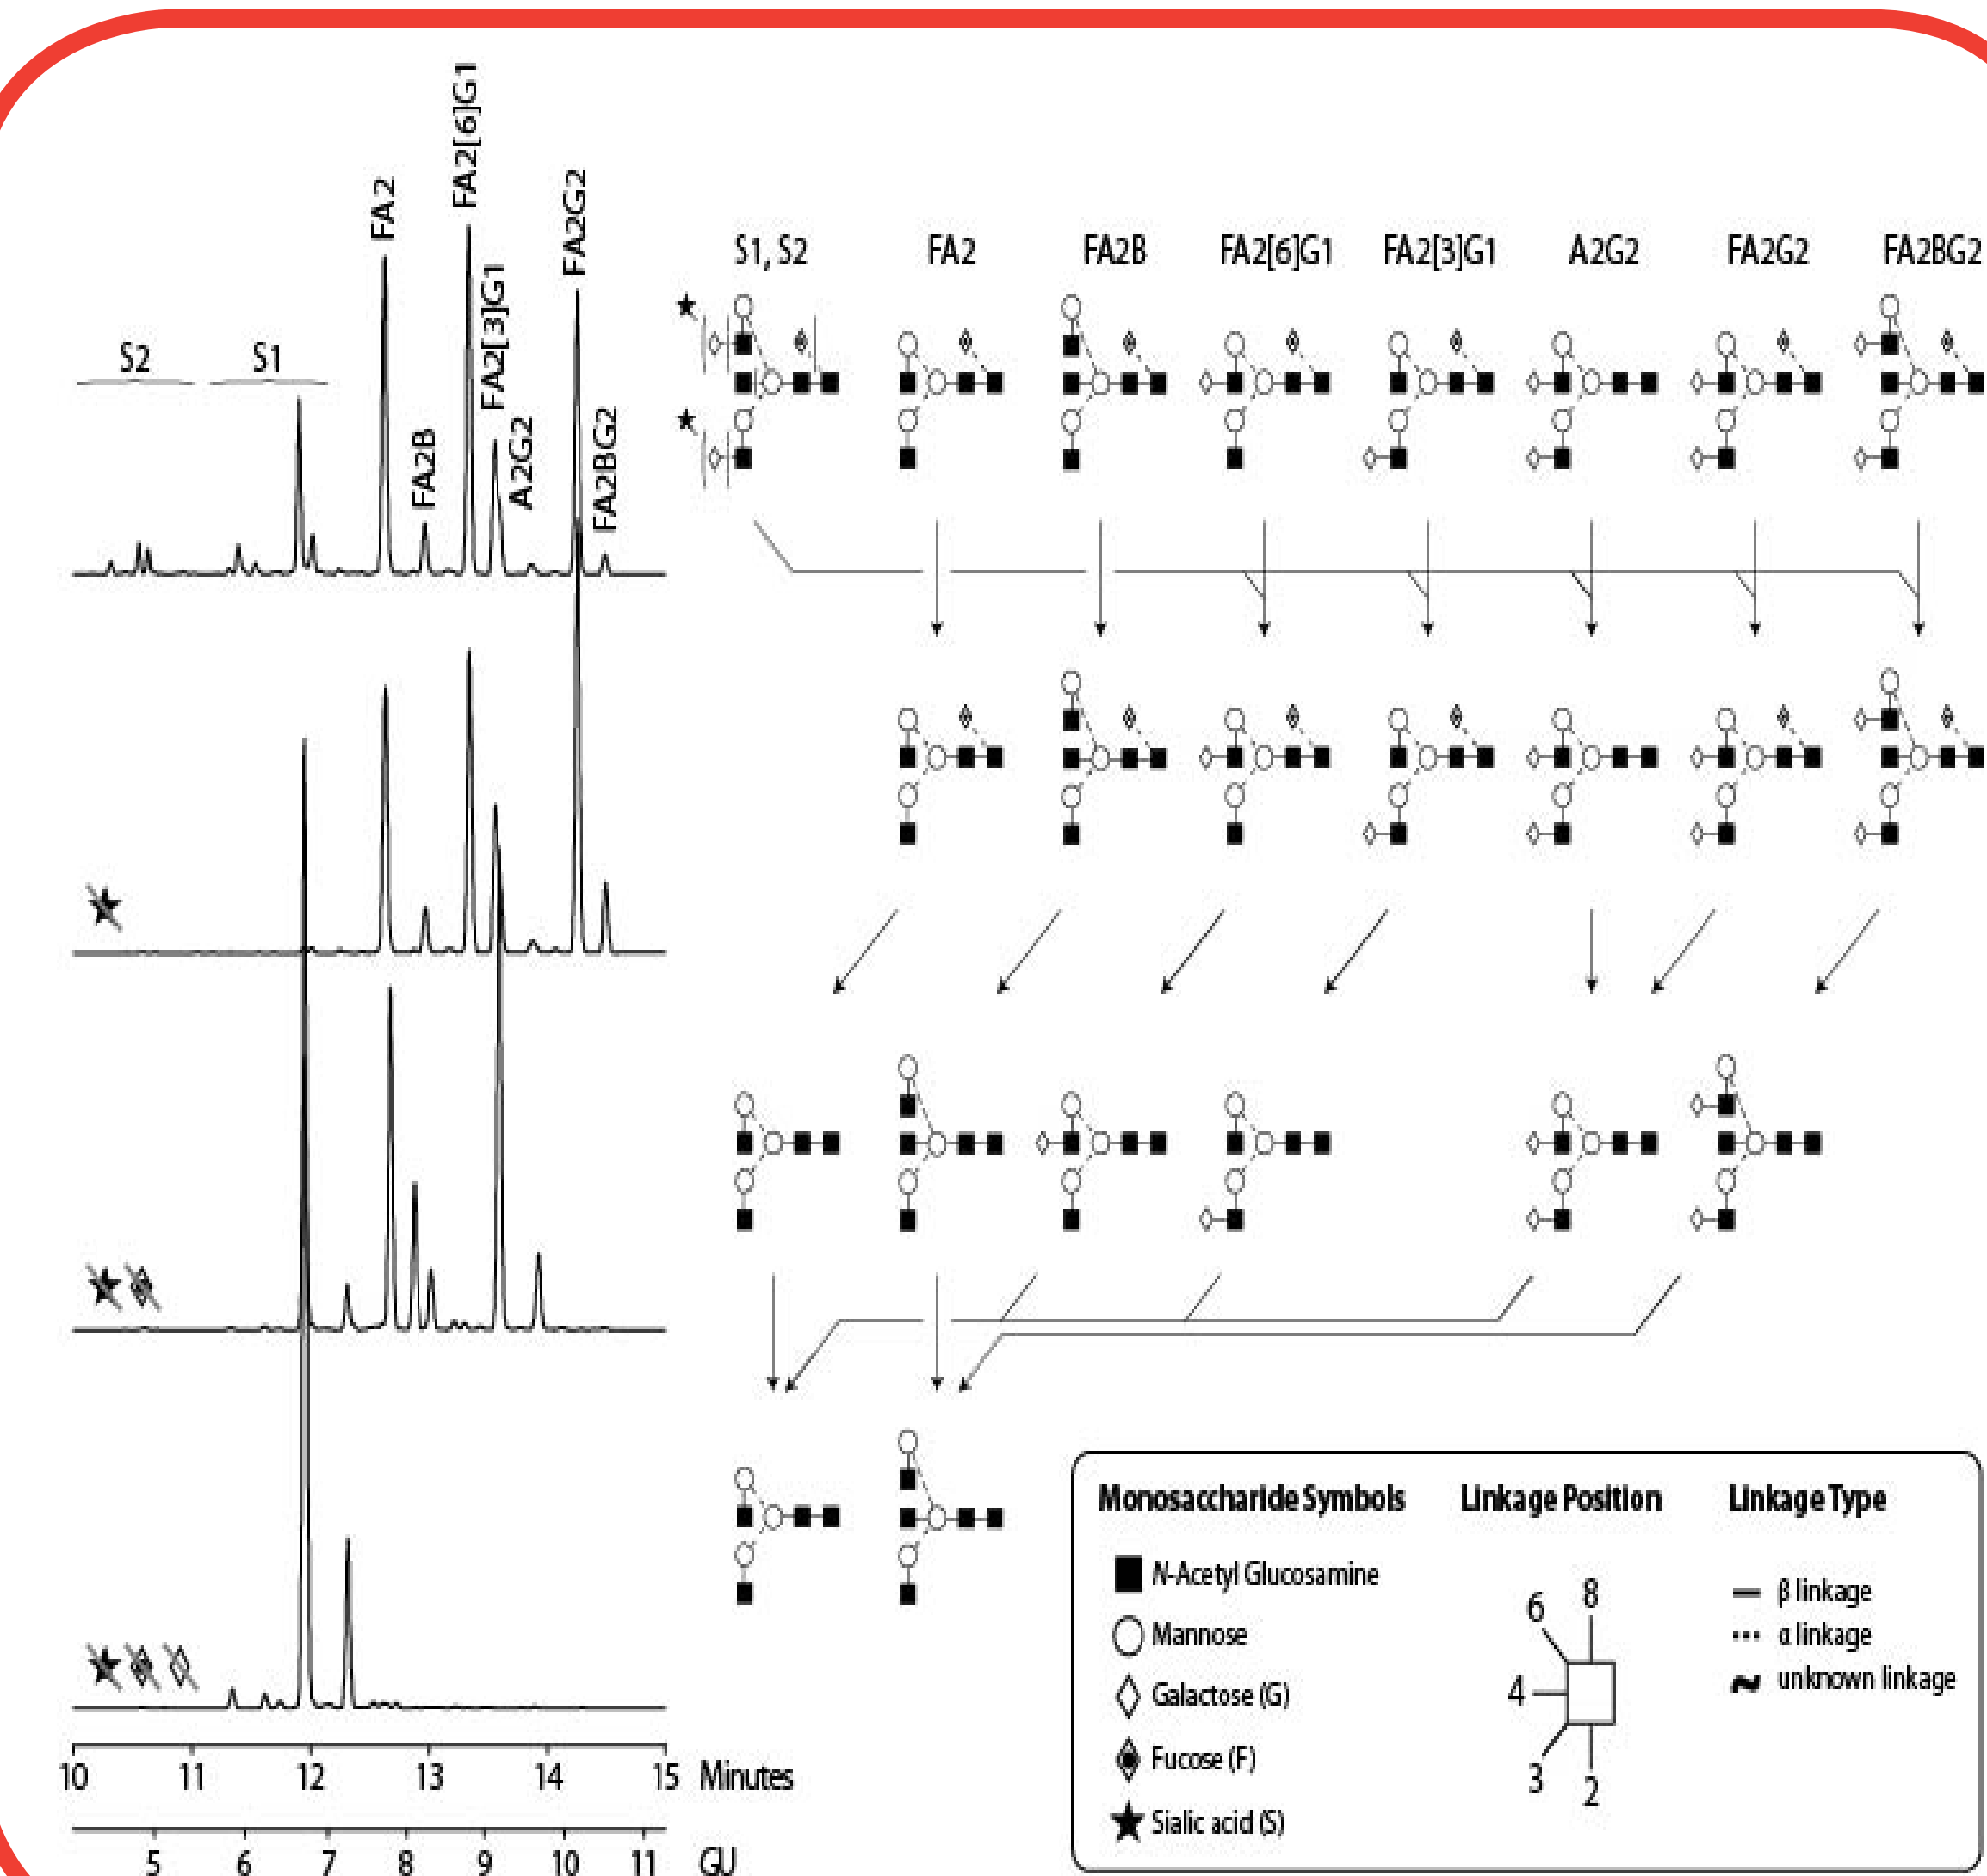 S2
S1
FA2
FA2B
FA2[6]G1
FA2[3]G1
A2G2
FA2G2
FA2BG2
S1, S2 FA2 FA2B FA2[6]G1 FA2[3]G1 A2G2 FA2G2 FA2BG2
10 11 12 13 14 15 Minutes
5 6 7 8 9 10 11 GU
Monosaccharide Symbols
N-Acetyl Glucosamine
Mannose
Galactose (G)
Fucose (F)
Sialic acid (S)
Linkage Position
6 8
4
3 2
Linkage Type
β linkage
α linkage
unknown linkage